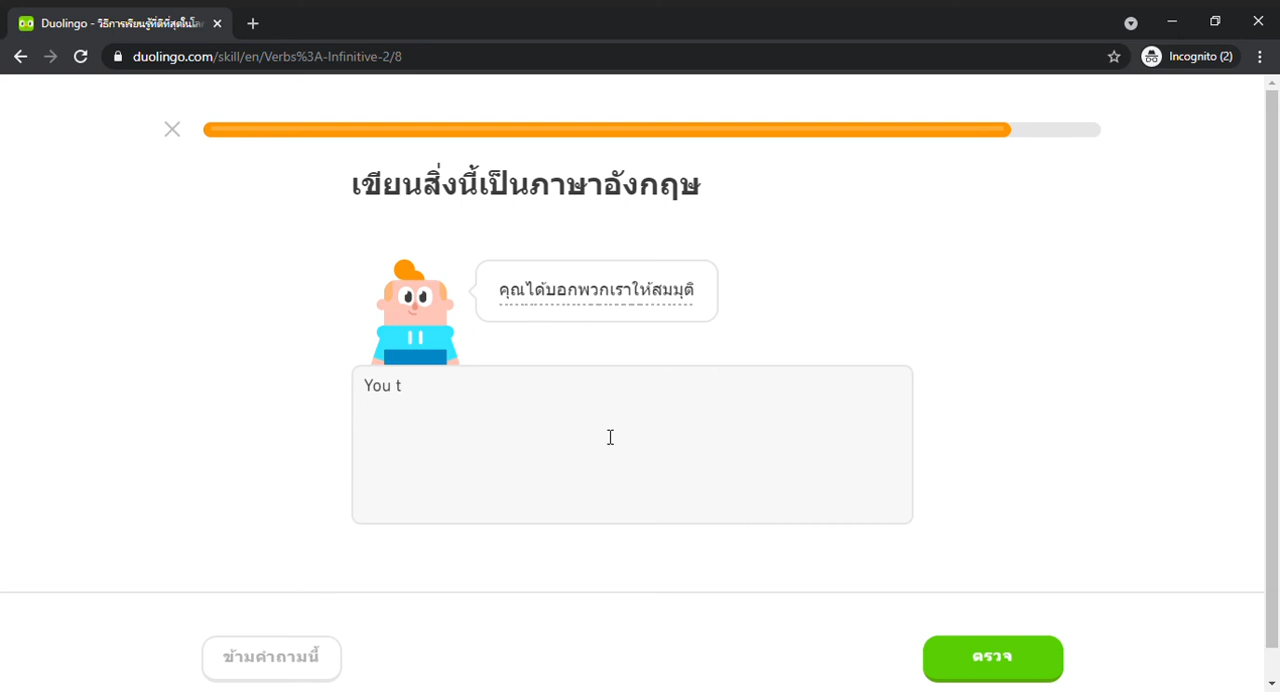 Duolingo - วิธีการเรียนรู้ที่ดีที่สุดในโล
duolingo.com/skill/en/Verbs%3A-Infinitive-2/8
Incognito (2)
เขียนสิ่งนี้เป็นภาษาอังกฤษ
คุณได้บอกพวกเราให้สมมุติ
You t
ข้ามคำถามนี้
ตรวจ